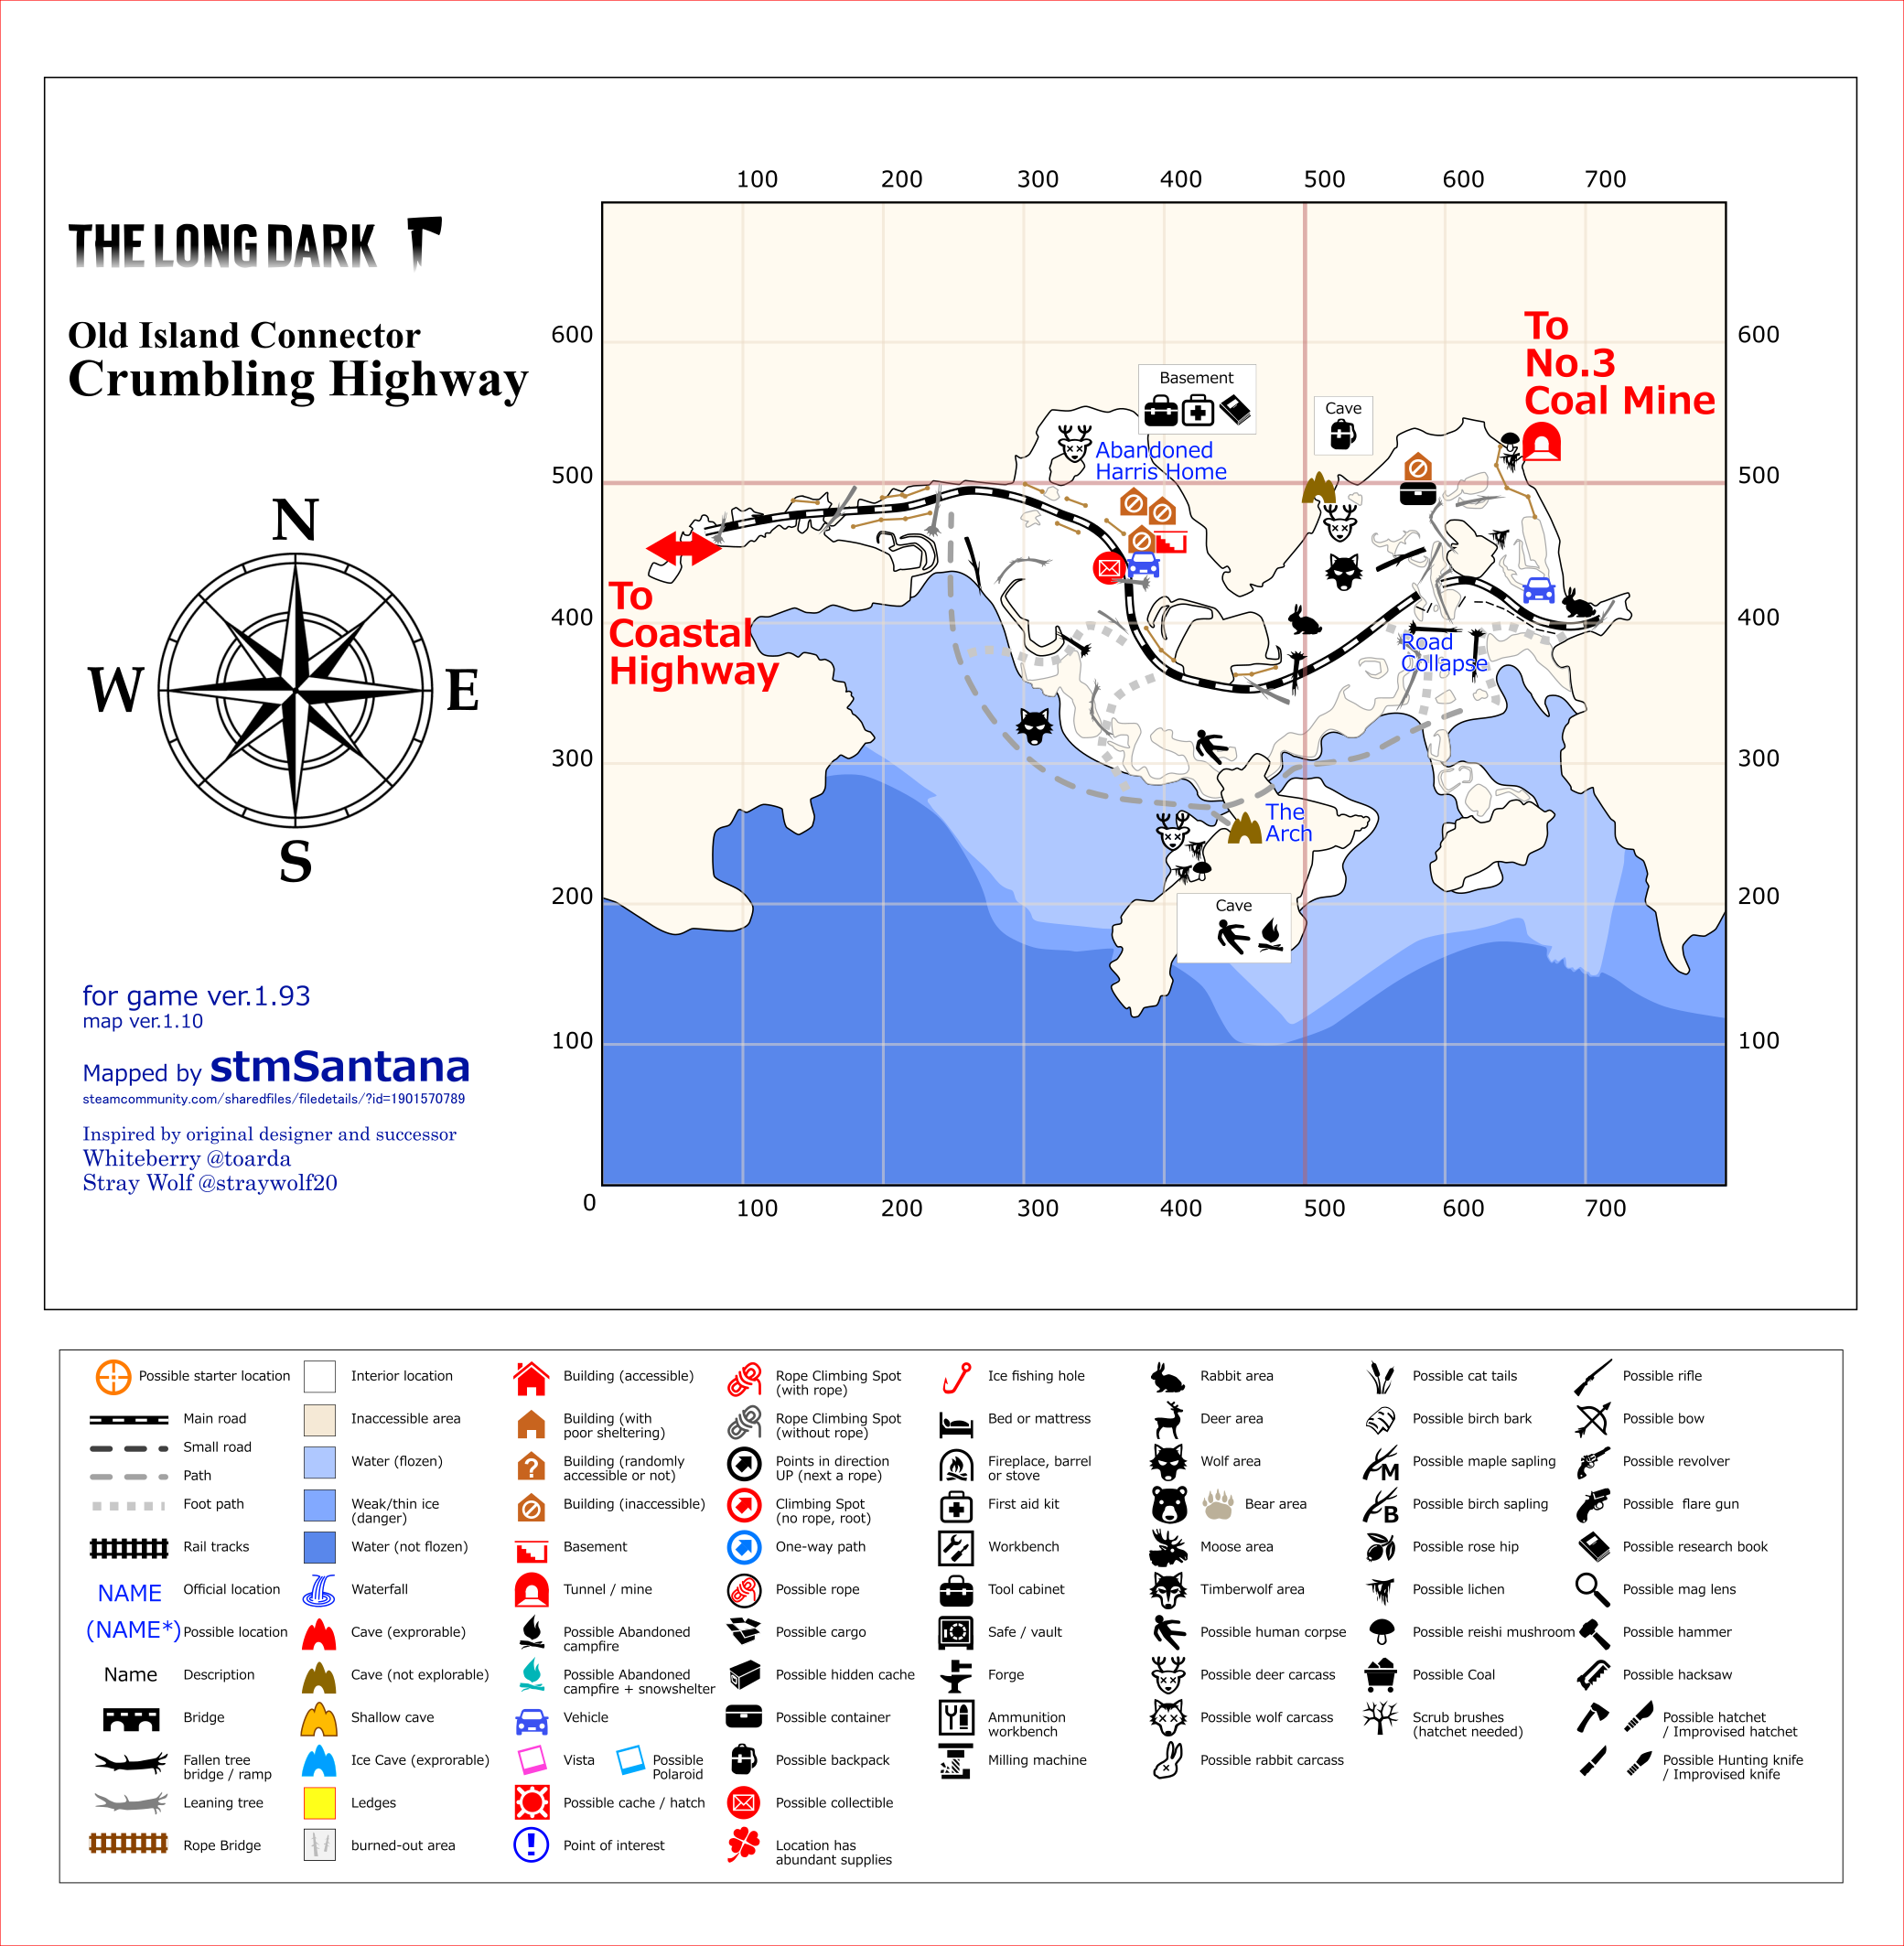 THE LONG DARK
Old Island Connector
Crumbling Highway
N
W
E
S
for game ver.1.93
map ver.1.10
Mapped by stmSantana
steamcommunity.com/sharedfiles/filedetails/?id=1901570789
Inspired by original designer and successor
Whiteberry @toarda
Stray Wolf @straywolf20
100 200 300 400 500 600 700
600
500
400
300
200
100
0
600
500
400
300
200
100
100 200 300 400 500 600 700
To
No.3
Coal Mine
Basement
Cave
Abandoned
Harris Home
To
Coastal
Highway
Road
Collapse
The
Arch
Cave
Possible starter location
Main road
Small road
Path
Foot path
Rail tracks
NAME Official location
(NAME*) Possible location
Name Description
Bridge
Fallen tree
bridge / ramp
Leaning tree
Rope Bridge
Interior location
Inaccessible area
Water (flozen)
Weak/thin ice
(danger)
Water (not flozen)
Waterfall
Cave (exprorable)
Cave (not explorable)
Shallow cave
Ice Cave (exprorable)
Ledges
burned-out area
Building (accessible)
Building (with
poor sheltering)
?
Building (randomly
accessible or not)
Building (inaccessible)
Basement
Tunnel / mine
Possible Abandoned
campfire
Possible Abandoned
campfire + snowshelter
Vehicle
Vista
Possible
Polaroid
Possible cache / hatch
!
Point of interest
Rope Climbing Spot
(with rope)
Rope Climbing Spot
(without rope)
Points in direction
UP (next a rope)
Climbing Spot
(no rope, root)
One-way path
Possible rope
Possible cargo
Possible hidden cache
Possible container
Possible backpack
Possible collectible
Location has
abundant supplies
Ice fishing hole
Bed or mattress
Fireplace, barrel
or stove
First aid kit
Workbench
Tool cabinet
Safe / vault
Forge
Ammunition
workbench
Milling machine
Rabbit area
Deer area
Wolf area
Bear area
Moose area
Timberwolf area
Possible human corpse
Possible deer carcass
Possible wolf carcass
Possible rabbit carcass
Possible cat tails
Possible birch bark
M
Possible maple sapling
B
Possible birch sapling
Possible rose hip
Possible lichen
Possible reishi mushroom
Possible Coal
Scrub brushes
(hatchet needed)
Possible rifle
Possible bow
Possible revolver
Possible flare gun
Possible research book
Possible mag lens
Possible hammer
Possible hacksaw
Possible hatchet
/ Improvised hatchet
Possible Hunting knife
/ Improvised knife